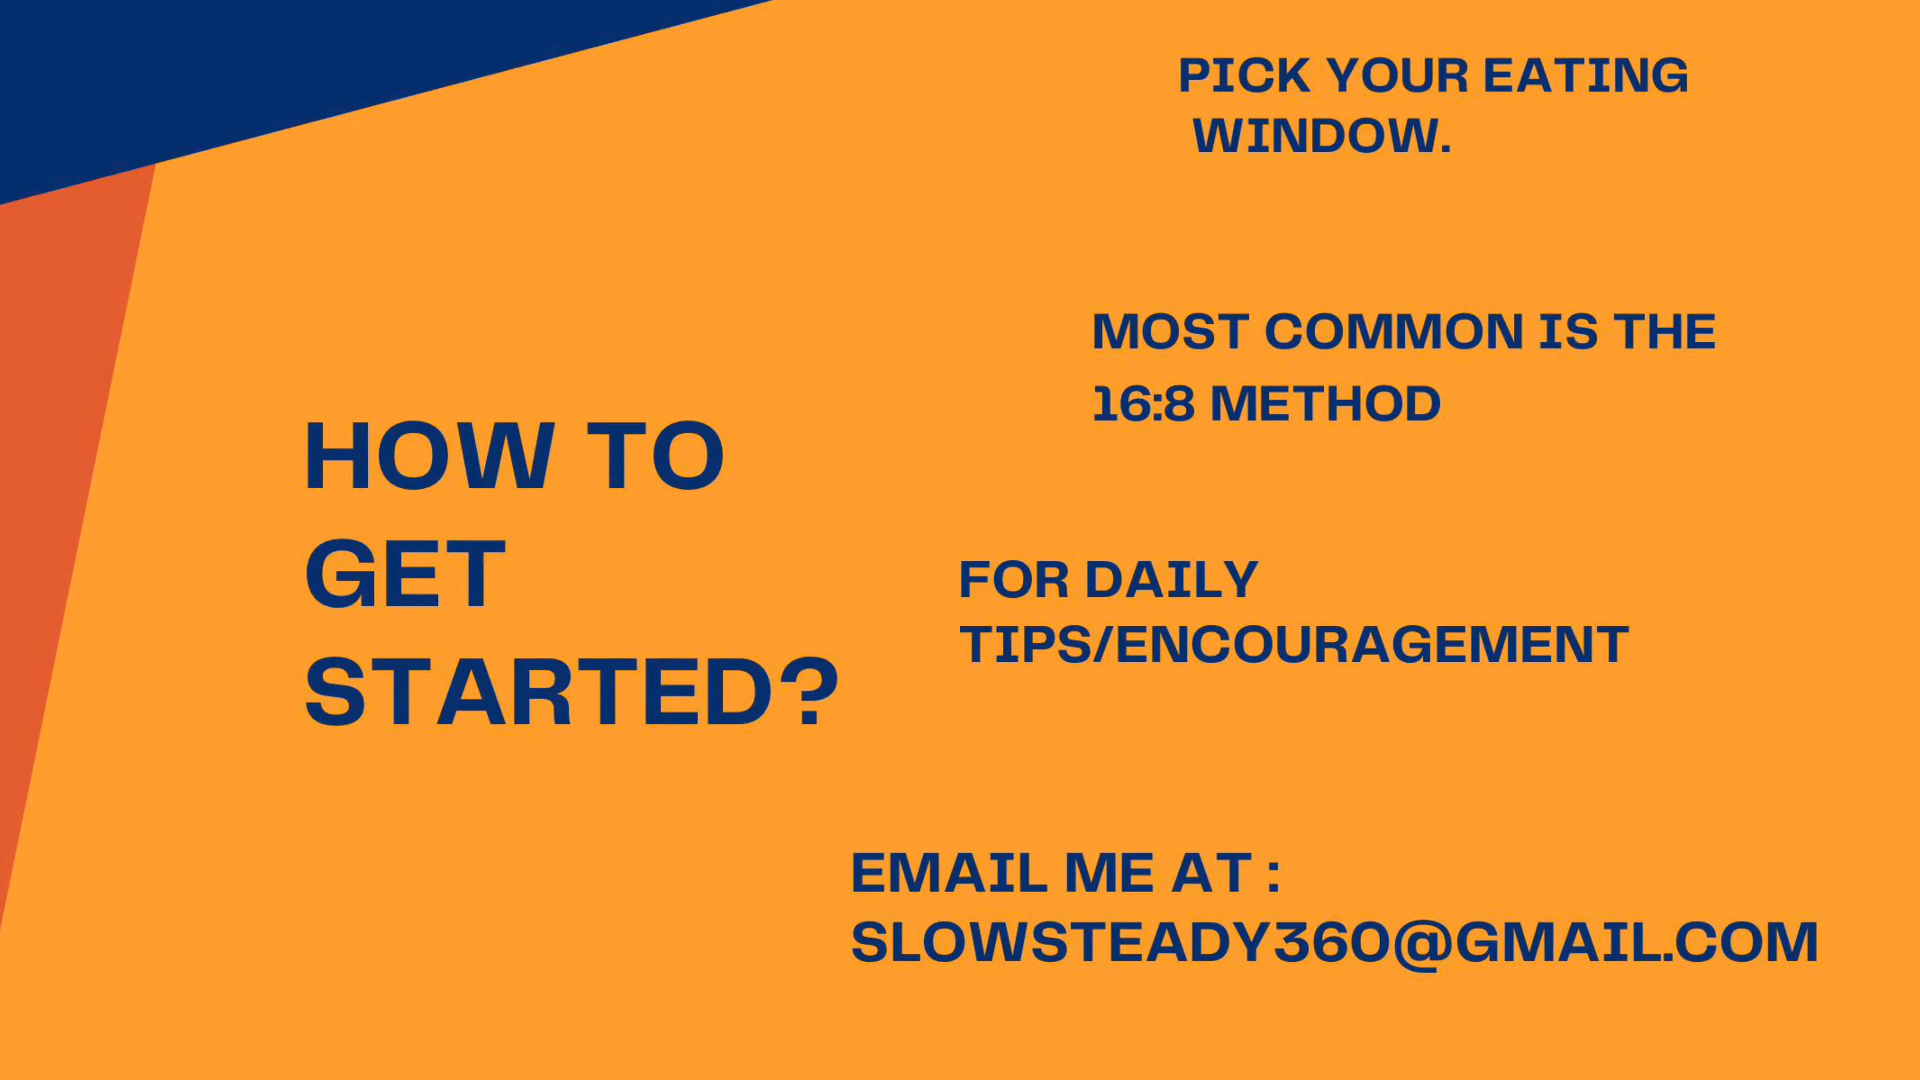 HOW TO
GET
STARTED?
PICK YOUR EATING
WINDOW.
MOST COMMON IS THE
16:8 METHOD
FOR DAILY
TIPS/ENCOURAGEMENT
EMAIL ME AT :
SLOWSTEADY360@GMAIL.COM